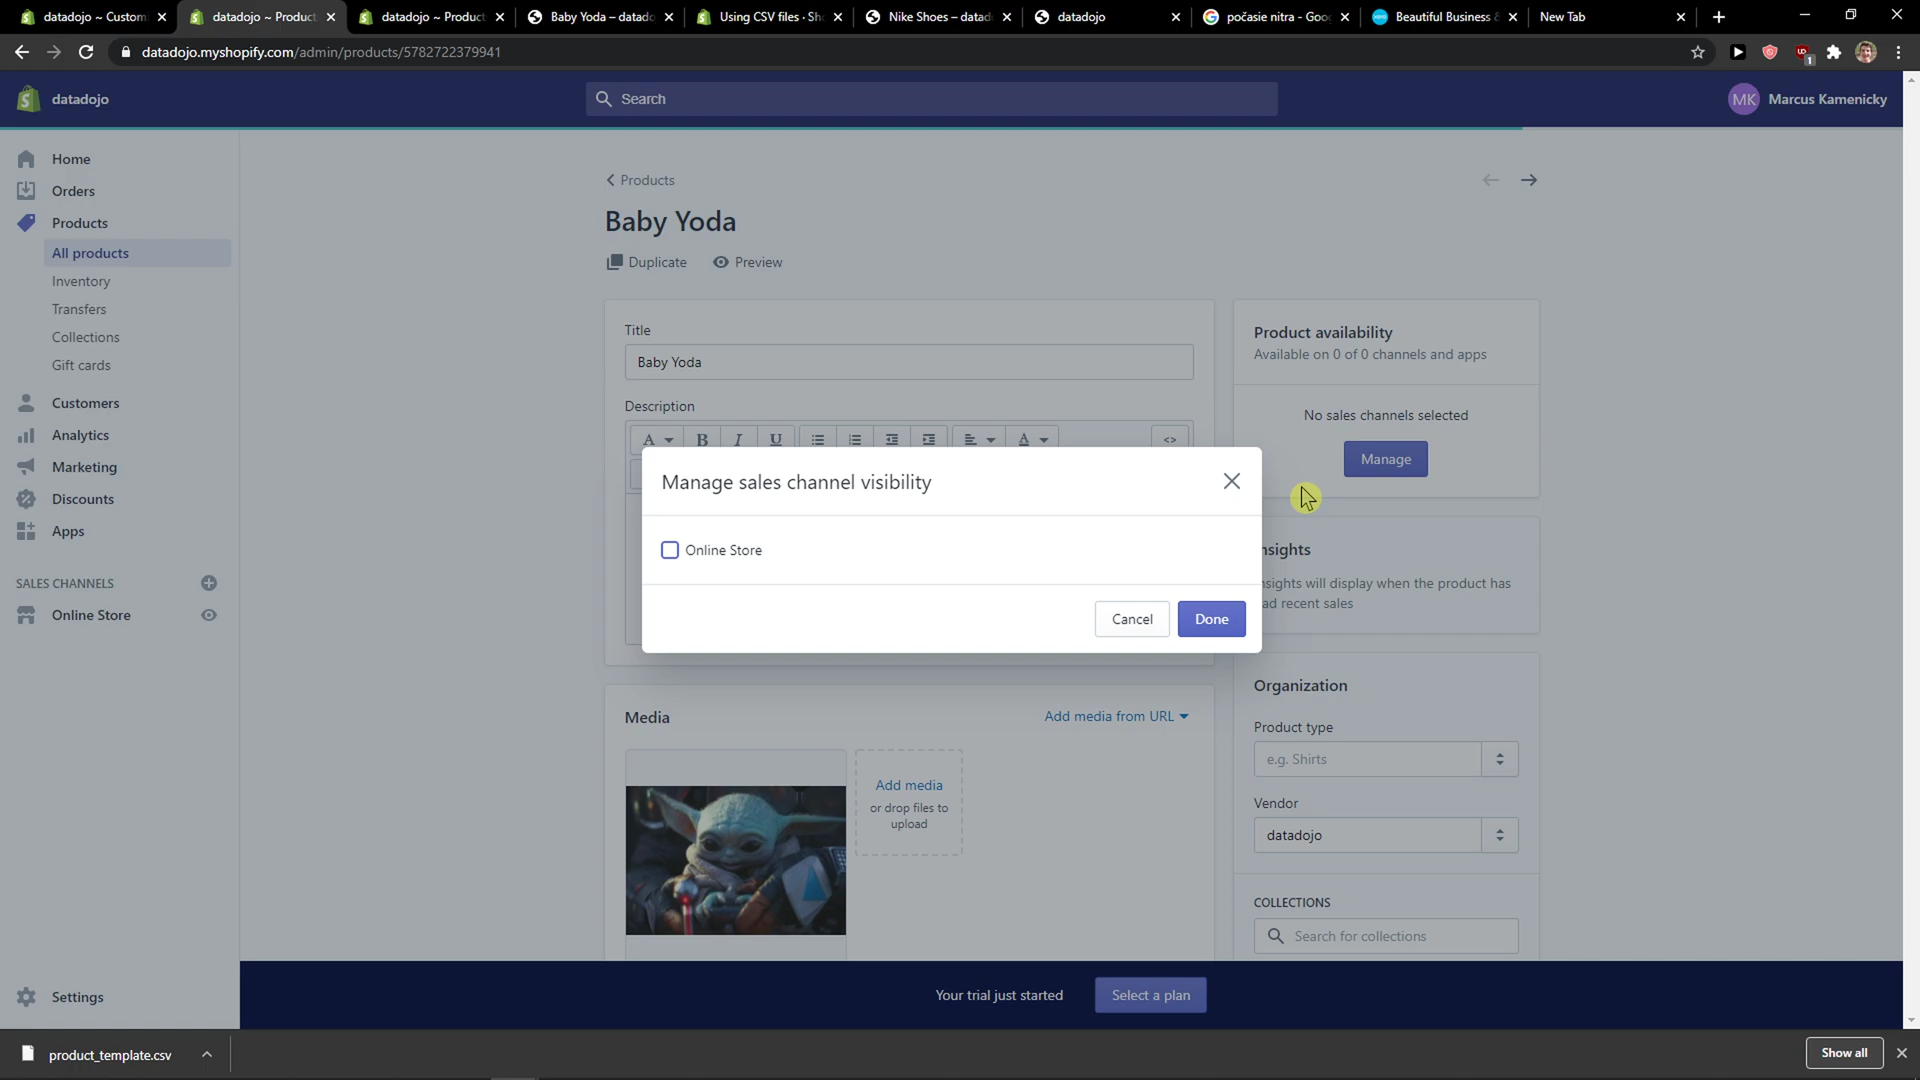 datadojo ~ Custom
datadojo ~ Product
datadojo ~ Product
Baby Yoda – datado
Using CSV files · Sh
Nike Shoes – datad
datadojo
počasie nitra - Goo
xero
Beautiful Business &
New Tab
datadojo.myshopify.com/admin/products/5782722379941
1
datadojo
Search
MK
Marcus Kamenicky
Home
Orders
Products
All products
Inventory
Transfers
Collections
Gift cards
Customers
Analytics
Marketing
Discounts
Apps
SALES CHANNELS
Online Store
Settings
Products
Baby Yoda
Duplicate
Preview
Title
Baby Yoda
Description
A
B
I
U
A
<>
Product availability
Available on 0 of 0 channels and apps
No sales channels selected
Manage
Manage sales channel visibility
Online Store
Cancel
Done
nsights
nsights will display when the product has
ad recent sales
Media
Add media from URL
Add media
or drop files to
upload
Organization
Product type
e.g. Shirts
Vendor
datadojo
COLLECTIONS
Search for collections
Your trial just started
Select a plan
product_template.csv
Show all